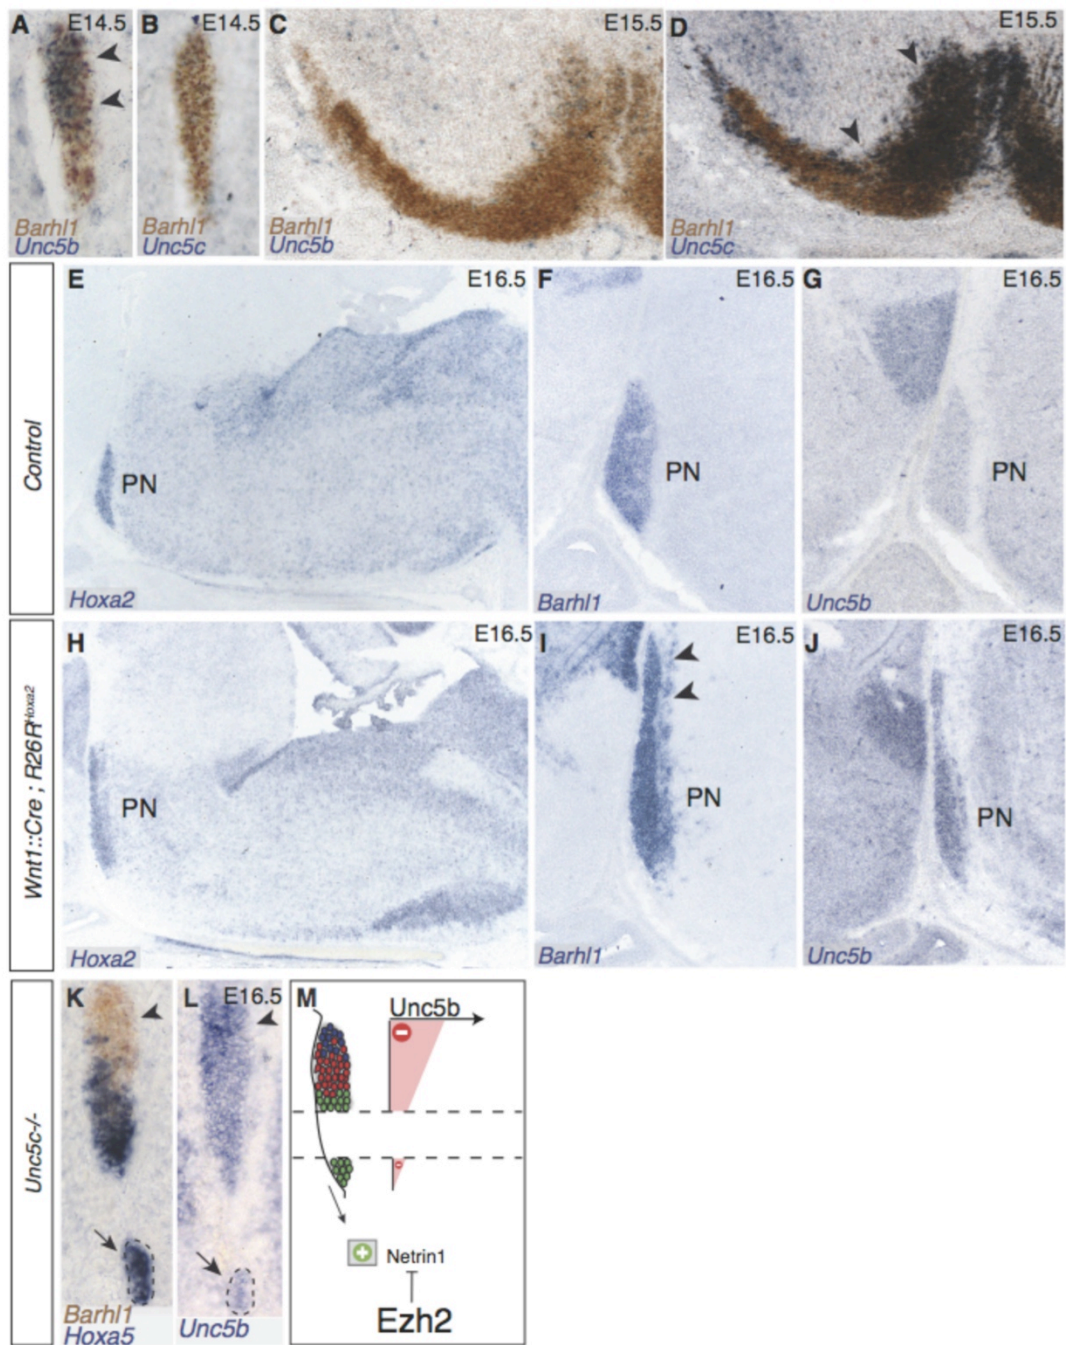 A E14.5
Barhl1
Unc5b
B E14.5
Barhl1
Unc5c
C E15.5
Barhl1
Unc5b
D E15.5
Barhl1
Unc5c
Control
E E16.5
PN
Hoxa2
F E16.5
PN
Barhl1
G E16.5
PN
Unc5b
Wnt1::Cre ; R26R^Hoxa2
H E16.5
PN
Hoxa2
I E16.5
PN
Barhl1
J E16.5
PN
Unc5b
Unc5c-/-
K
Barhl1
Hoxa5
L E16.5
Unc5b
M
Unc5b
Netrin1
Ezh2